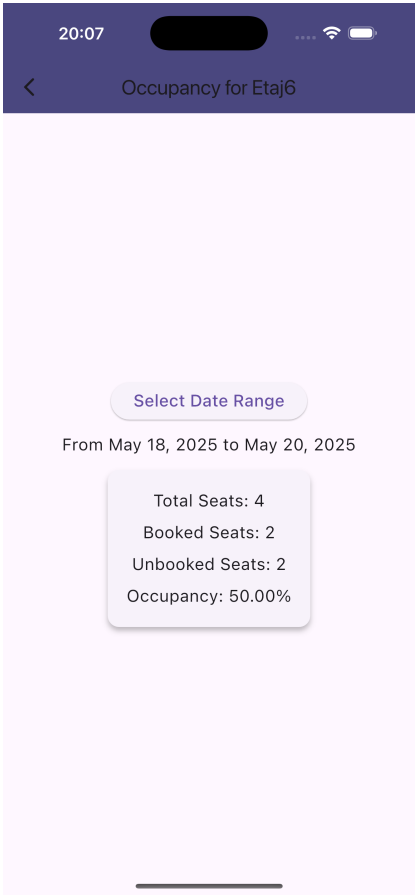 20:07
Occupancy for Etaj6
Select Date Range
From May 18, 2025 to May 20, 2025
Total Seats: 4
Booked Seats: 2
Unbooked Seats: 2
Occupancy: 50.00%